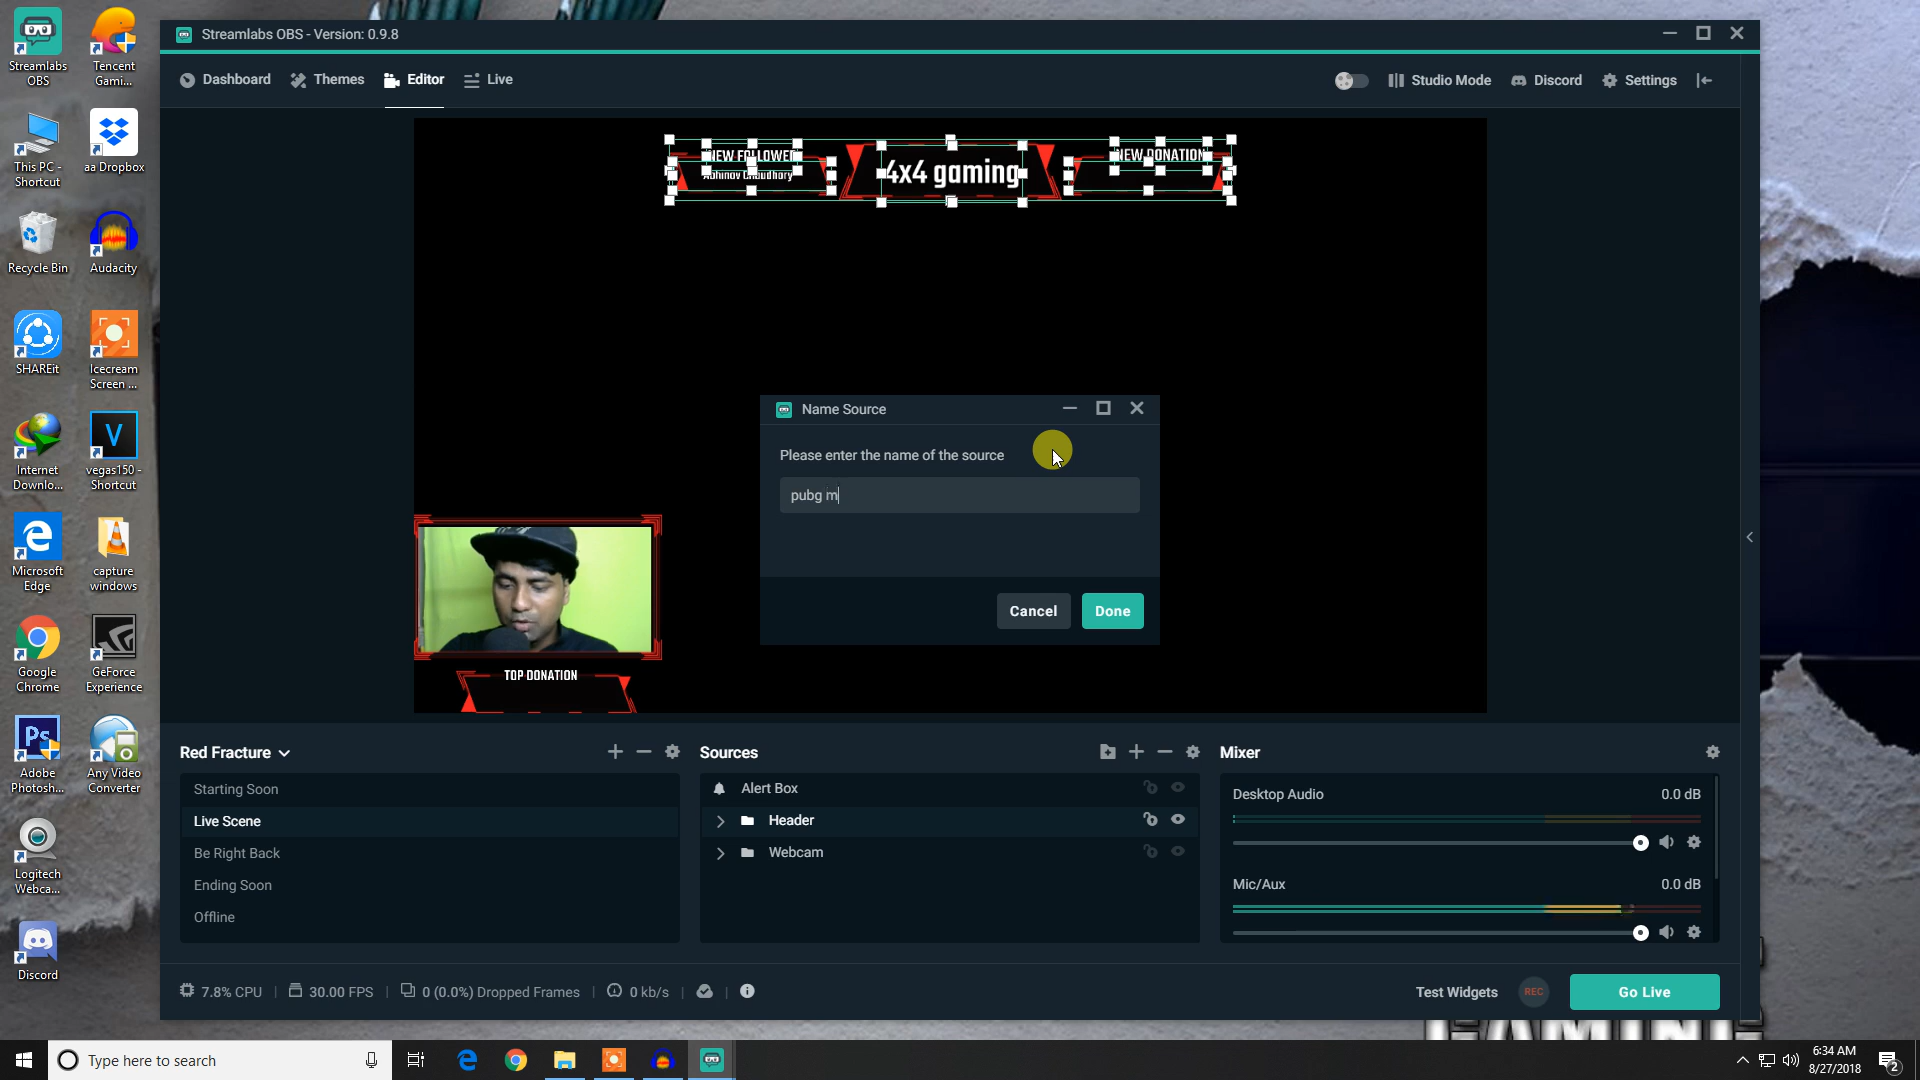 Streamlabs OBS
Tencent Gami...
This PC - Shortcut
aa Dropbox
Recycle Bin
Audacity
SHAREit
Icecream Screen ...
Internet Downlo...
vegas150 - Shortcut
Microsoft Edge
capture windows
Google Chrome
GeForce Experience
Adobe Photosh...
Any Video Converter
Logitech Webca...
Discord
Streamlabs OBS - Version: 0.9.8
Dashboard Themes Editor Live
Studio Mode Discord Settings
NEW FOLLOWER
Abhinav Chaudhory
4x4 gaming
NEW DONATION
Name Source
Please enter the name of the source
pubg m
Cancel Done
TOP DONATION
Red Fracture
Starting Soon
Live Scene
Be Right Back
Ending Soon
Offline
Sources
Alert Box
Header
Webcam
Mixer
Desktop Audio 0.0 dB
Mic/Aux 0.0 dB
7.8% CPU 30.00 FPS 0 (0.0%) Dropped Frames 0 kb/s
Test Widgets REC Go Live
GAMING
Type here to search
6:34 AM
8/27/2018
2